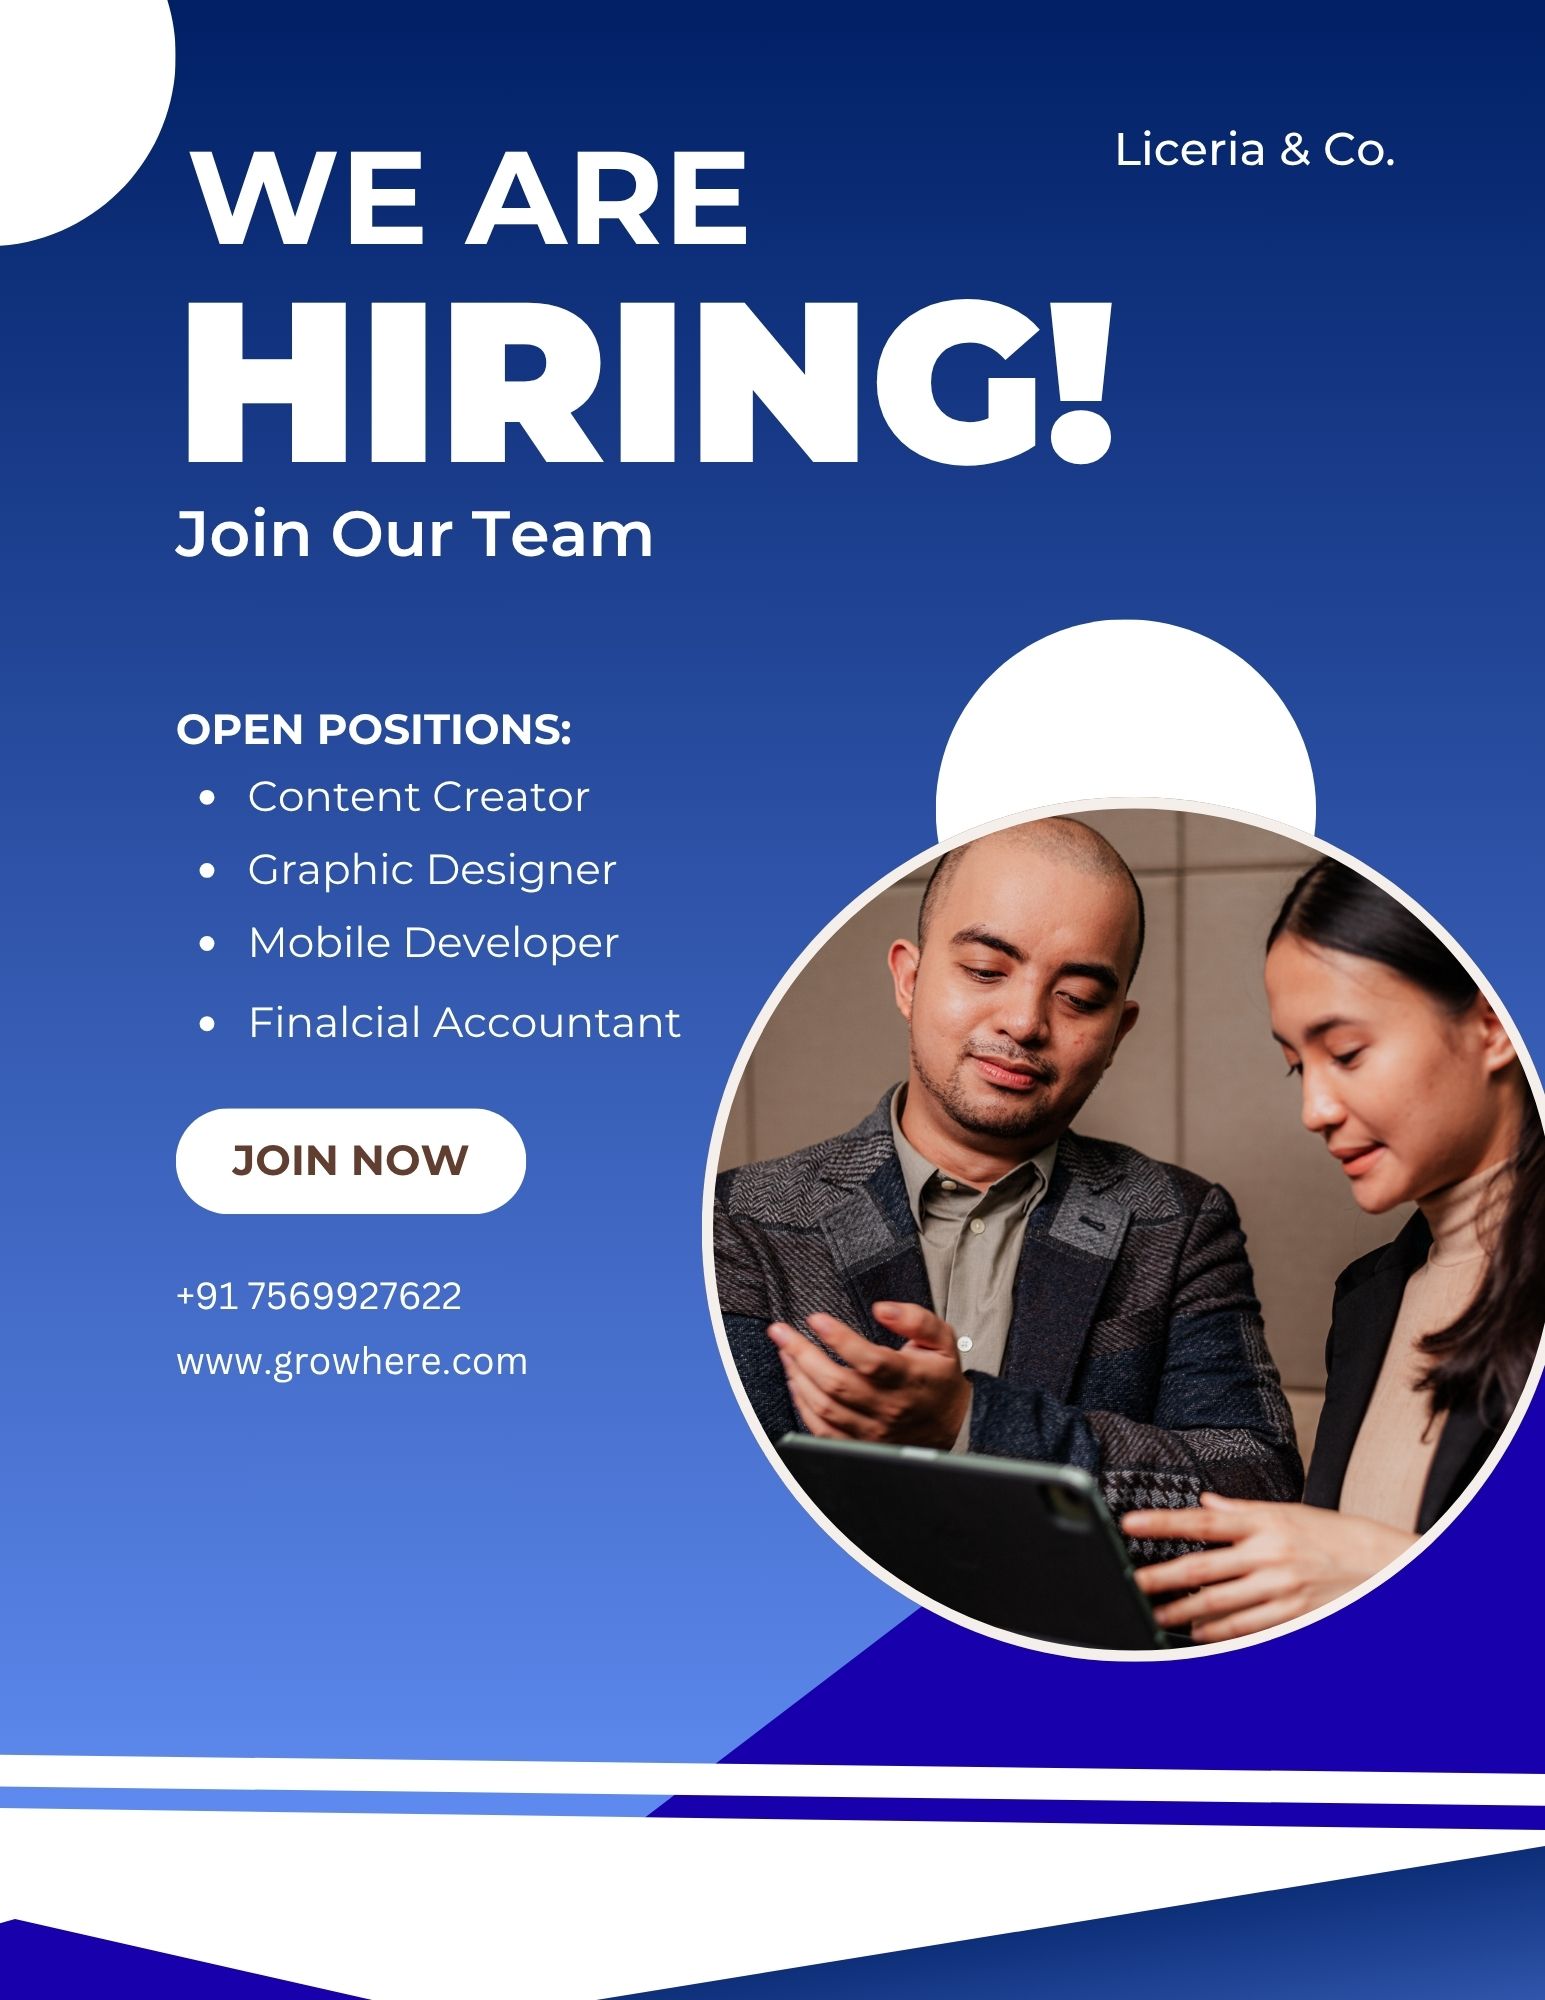 Liceria & Co.
WE ARE
HIRING!
Join Our Team
OPEN POSITIONS:
Content Creator
Graphic Designer
Mobile Developer
Finalcial Accountant
JOIN NOW
+91 7569927622
www.growhere.com